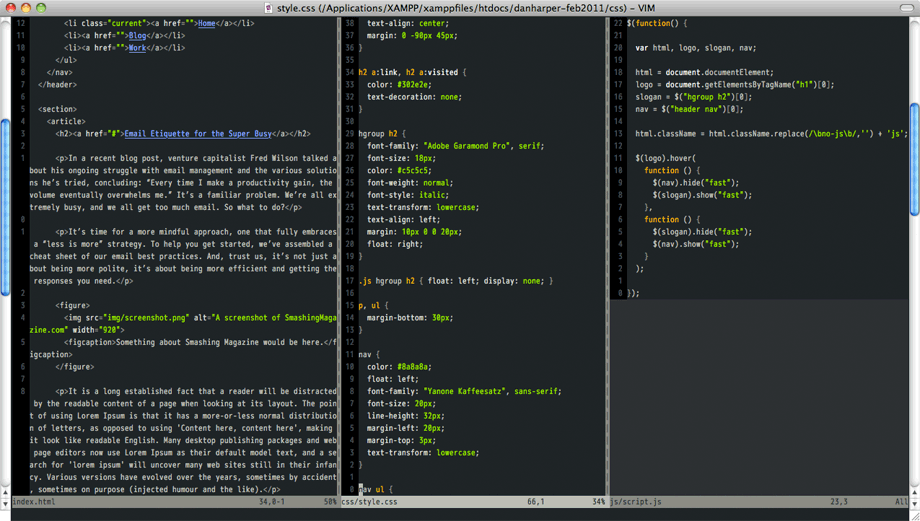 style.css (/Applications/XAMPP/xamppfiles/htdocs/danharper-feb2011/css) – VIM
12 <li class="current"><a href="">Home</a></li>
11 <li><a href="">Blog</a></li>
10 <li><a href="">Work</a></li>
9 </ul>
8 </nav>
7 </header>
6
5 <section>
4 <article>
3 <h2><a href="#">Email Etiquette for the Super Busy</a></h2>
2
1 <p>In a recent blog post, venture capitalist Fred Wilson talked a
bout his ongoing struggle with email management and the various solutio
ns he's tried, concluding: “Every time I make a productivity gain, the
volume eventually overwhelms me.” It's a familiar problem. We're all ex
tremely busy, and we all get too much email. So what to do?</p>
0
1 <p>It's time for a more mindful approach, one that fully embraces
a “less is more” strategy. To help you get started, we've assembled a
cheat sheet of our email best practices. And, trust us, it's not just a
bout being more polite, it's about being more efficient and getting the
responses you need.</p>
2
3 <figure>
4 <img src="img/screenshot.png" alt="A screenshot of SmashingMaga
zine.com" width="920">
5 <figcaption>Something about Smashing Magazine would be here.</f
igcaption>
6 </figure>
7
8 <p>It is a long established fact that a reader will be distracted
by the readable content of a page when looking at its layout. The poin
t of using Lorem Ipsum is that it has a more-or-less normal distributio
n of letters, as opposed to using 'Content here, content here', making
it look like readable English. Many desktop publishing packages and web
page editors now use Lorem Ipsum as their default model text, and a se
arch for 'lorem ipsum' will uncover many web sites still in their infan
cy. Various versions have evolved over the years, sometimes by accident
, sometimes on purpose (injected humour and the like).</p>
index.html 34,0-1 50%
38 text-align: center;
37 margin: 0 -90px 45px;
36 }
35
34 h2 a:link, h2 a:visited {
33 color: #302e2e;
32 text-decoration: none;
31 }
30
29 hgroup h2 {
28 font-family: "Adobe Garamond Pro", serif;
27 font-size: 18px;
26 color: #c5c5c5;
25 font-weight: normal;
24 font-style: italic;
23 text-transform: lowercase;
22 text-align: left;
21 margin: 10px 0 0 20px;
20 float: right;
19 }
18
17 .js hgroup h2 { float: left; display: none; }
16
15 p, ul {
14 margin-bottom: 30px;
13 }
12
11 nav {
10 color: #8a8a8a;
9 float: left;
8 font-family: "Yanone Kaffeesatz", sans-serif;
7 font-size: 20px;
6 line-height: 32px;
5 margin-left: 20px;
4 margin-top: 3px;
3 text-transform: lowercase;
2 }
1
0 nav ul {
css/style.css 66,1 34%
22 $(function() {
21
20 var html, logo, slogan, nav;
19
18 html = document.documentElement;
17 logo = document.getElementsByTagName("h1")[0];
16 slogan = $("hgroup h2")[0];
15 nav = $("header nav")[0];
14
13 html.className = html.className.replace(/\bno-js\b/,'') + 'js';
12
11 $(logo).hover(
10 function () {
9 $(nav).hide("fast");
8 $(slogan).show("fast");
7 },
6 function () {
5 $(slogan).hide("fast");
4 $(nav).show("fast");
3 }
2 );
1
0 });
js/script.js 23,3 All